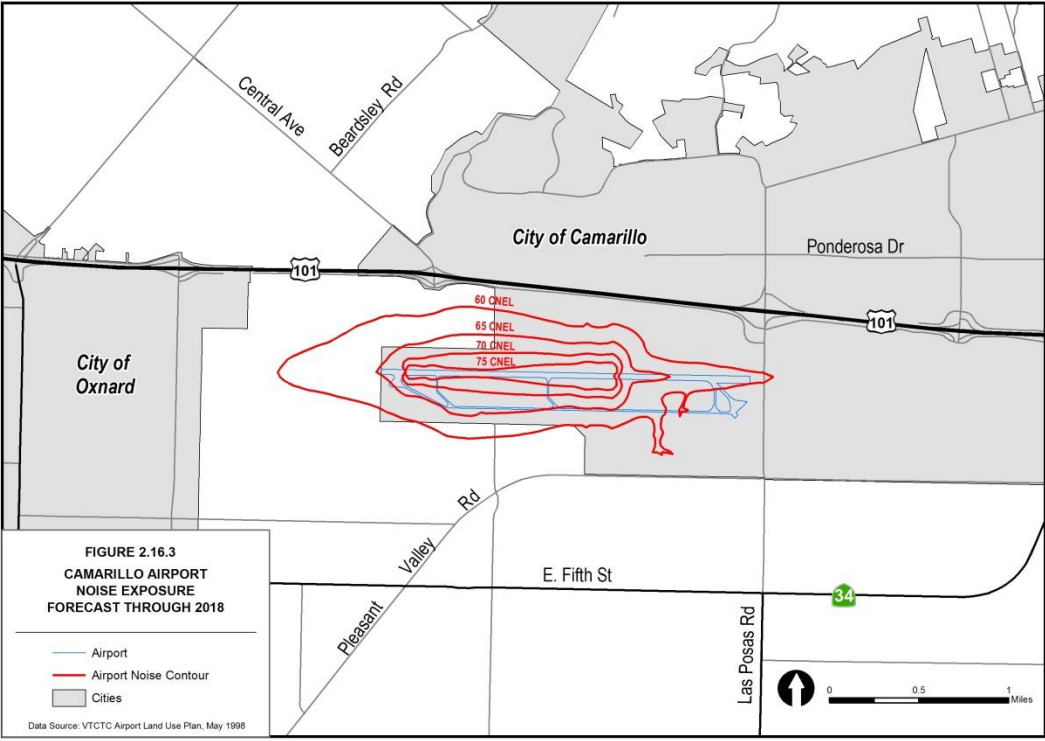 Central Ave
Beardsley Rd
City of Camarillo
Ponderosa Dr
101
101
City of
Oxnard
60 CNEL
65 CNEL
70 CNEL
75 CNEL
Pleasant Valley Rd
E. Fifth St
34
Las Posas Rd
FIGURE 2.16.3
CAMARILLO AIRPORT
NOISE EXPOSURE
FORECAST THROUGH 2018
Airport
Airport Noise Contour
Cities
Data Source: VTCTC Airport Land Use Plan, May 1998
0 0.5 1
Miles